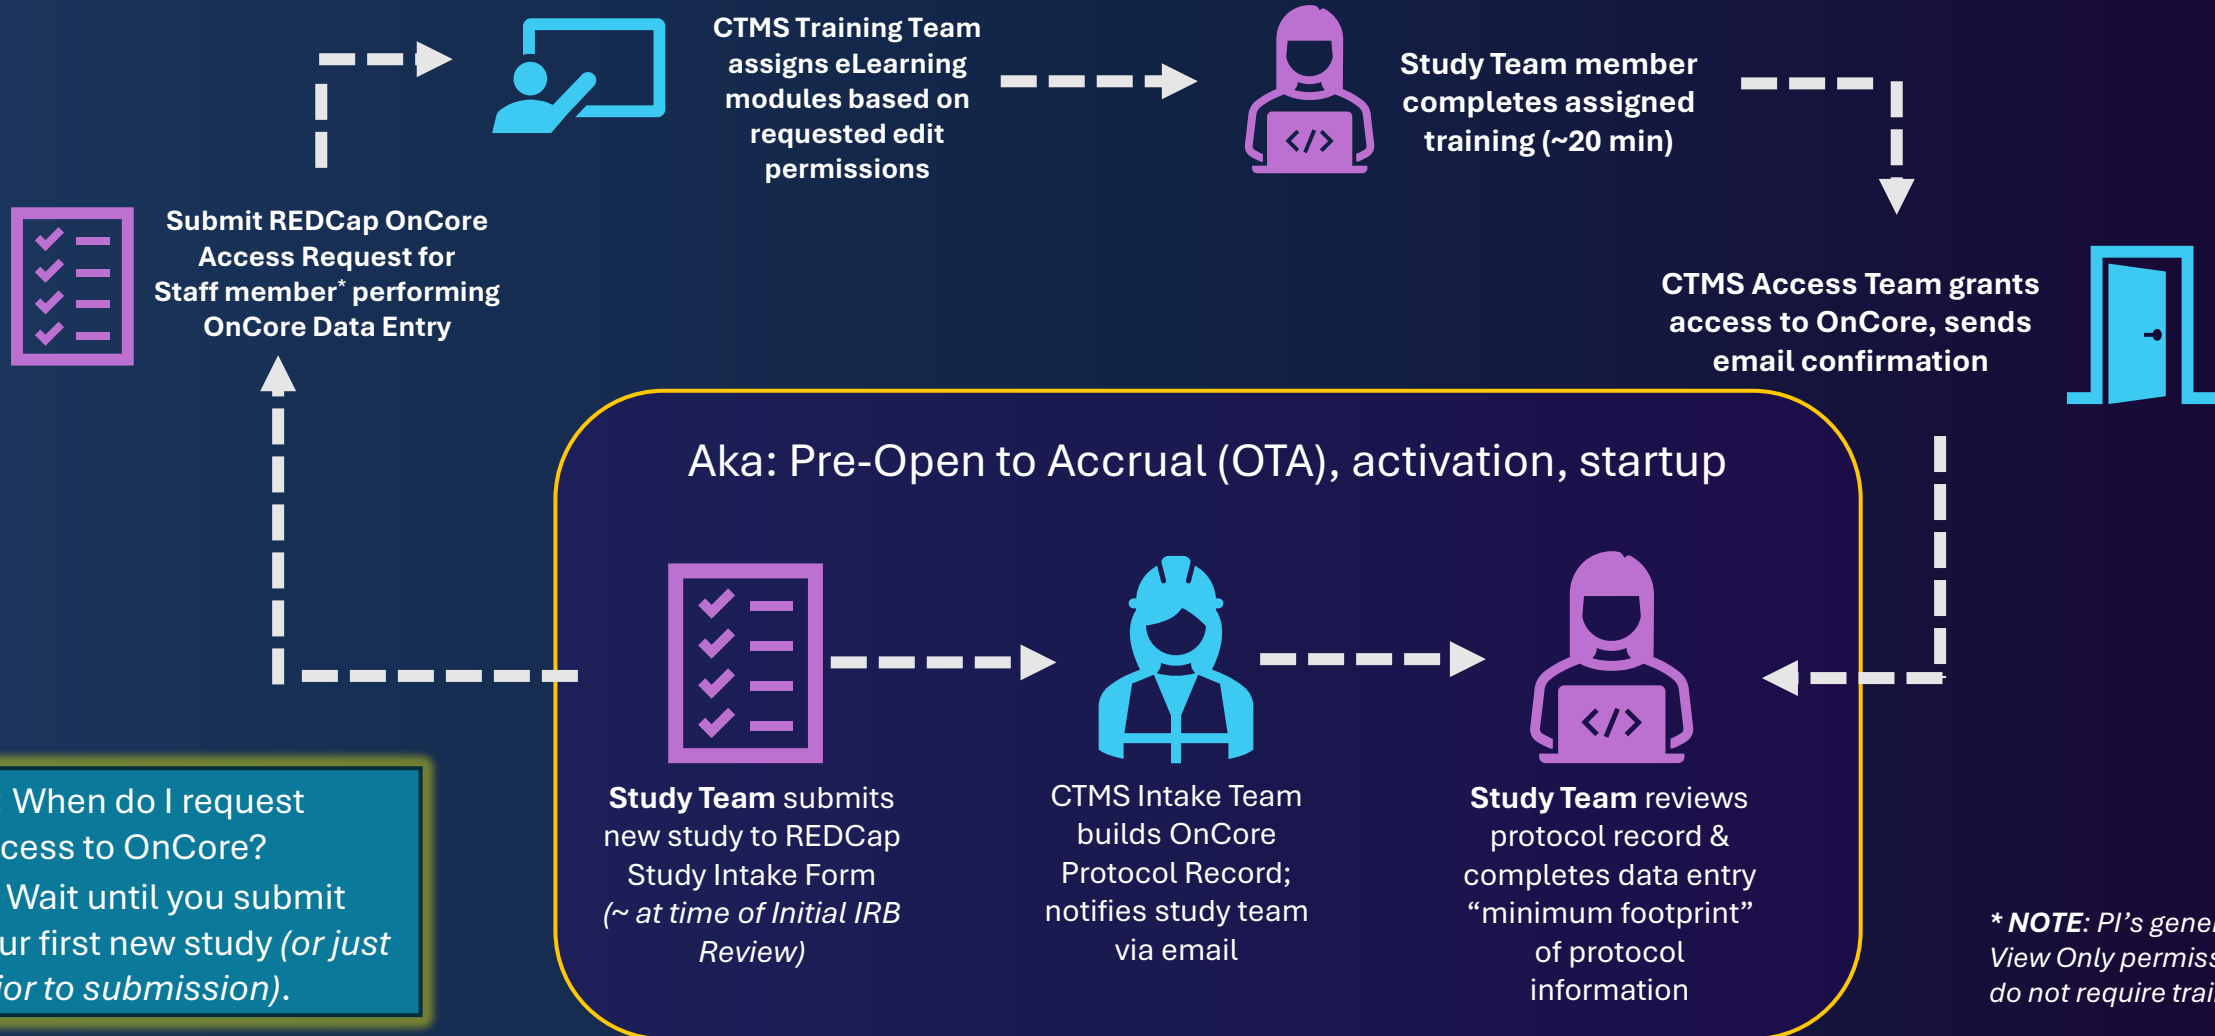 CTMS Training Team
assigns eLearning
modules based on
requested edit
permissions
Study Team member
completes assigned
training (~20 min)
Submit REDCap OnCore
Access Request for
Staff member* performing
OnCore Data Entry
CTMS Access Team grants
access to OnCore, sends
email confirmation
Aka: Pre-Open to Accrual (OTA), activation, startup
</>
</>
Study Team submits
new study to REDCap
Study Intake Form
(~ at time of Initial IRB
Review)
CTMS Intake Team
builds OnCore
Protocol Record;
notifies study team
via email
Study Team reviews
protocol record &
completes data entry
“minimum footprint”
of protocol
information
When do I request
to OnCore?
Wait until you submit
first new study (or just
to submission).
* NOTE: PI’s
View Only
do not require